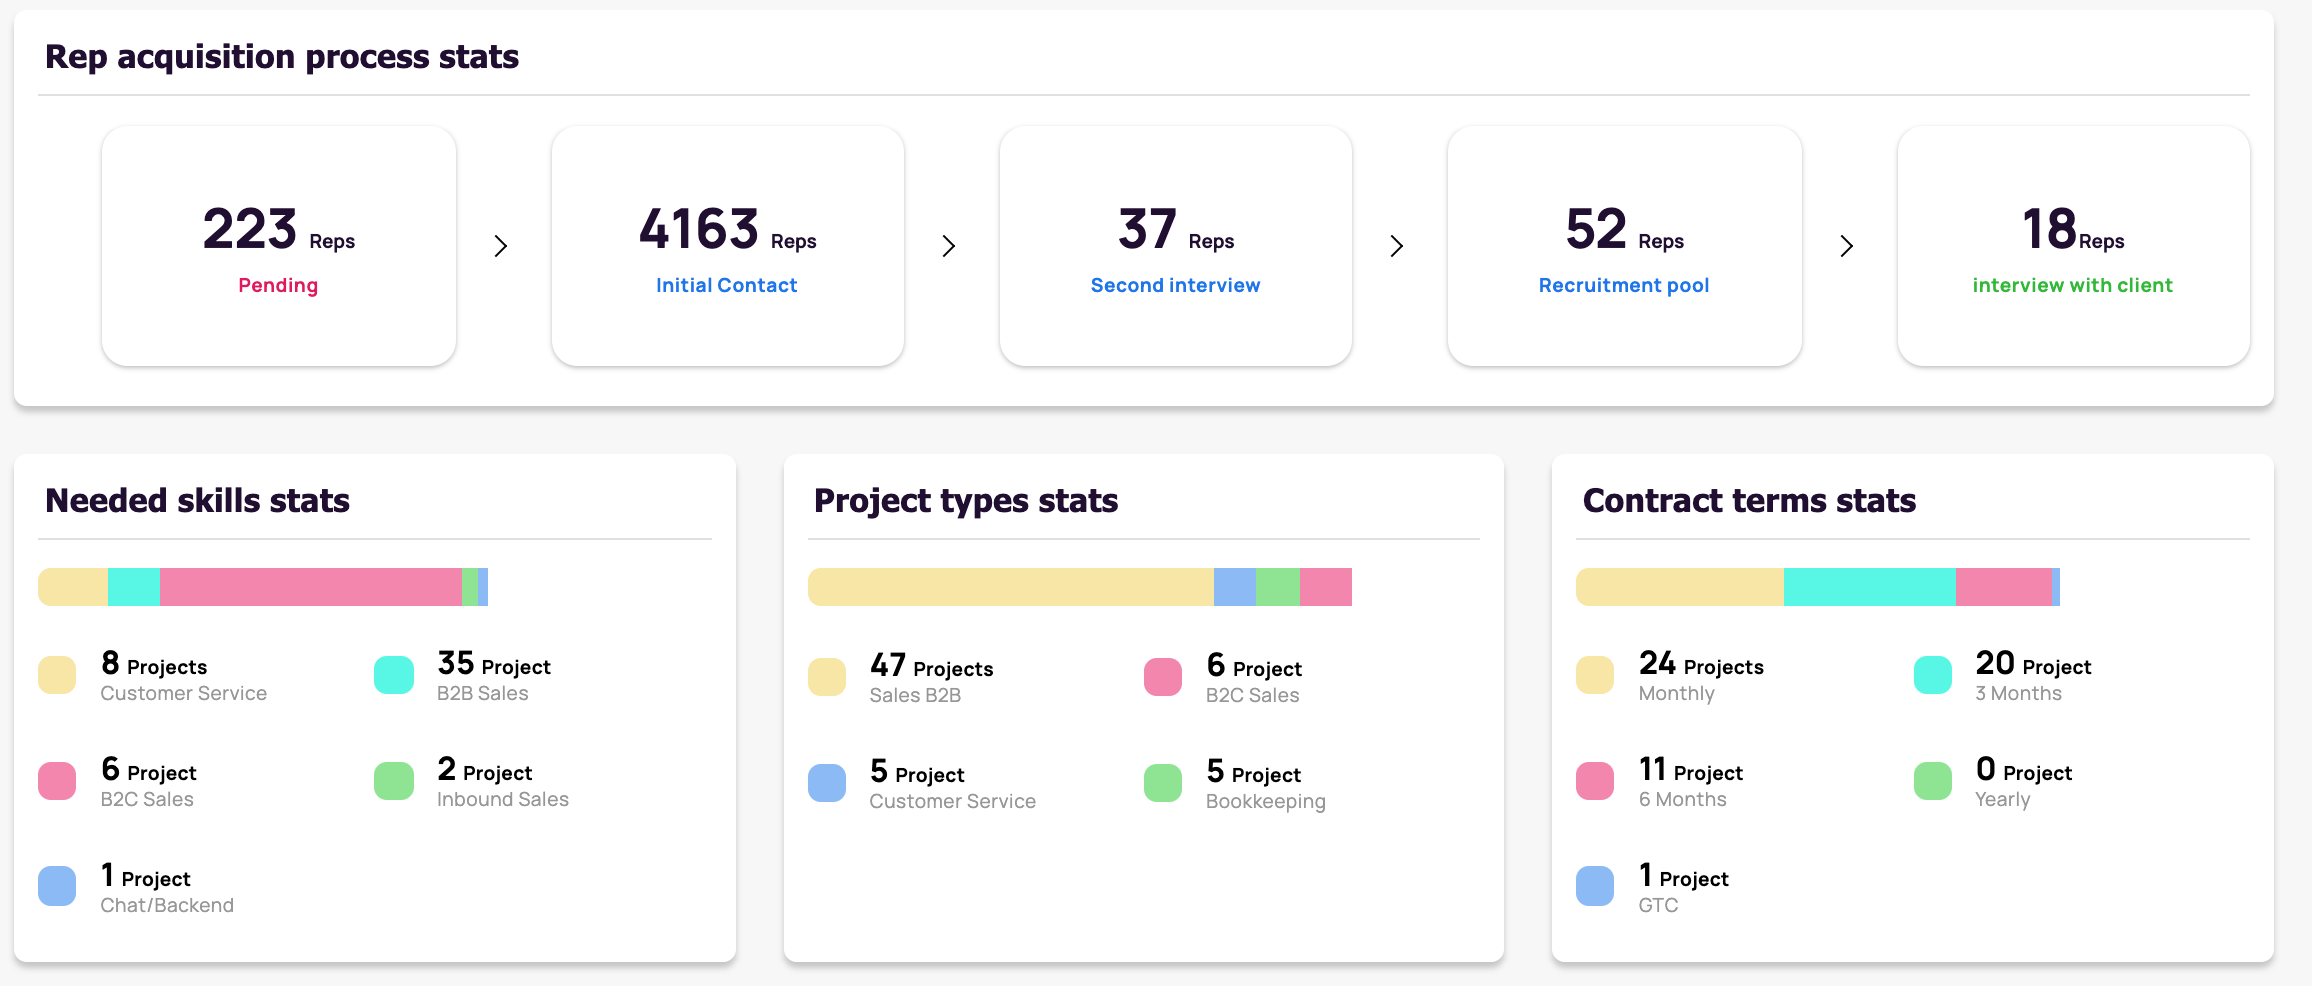 Rep acquisition process stats
223 Reps
Pending
4163 Reps
Initial Contact
37 Reps
Second interview
52 Reps
Recruitment pool
18Reps
interview with client
Needed skills stats
8 Projects
Customer Service
35 Project
B2B Sales
6 Project
B2C Sales
2 Project
Inbound Sales
1 Project
Chat/Backend
Project types stats
47 Projects
Sales B2B
6 Project
B2C Sales
5 Project
Customer Service
5 Project
Bookkeeping
Contract terms stats
24 Projects
Monthly
20 Project
3 Months
11 Project
6 Months
0 Project
Yearly
1 Project
GTC